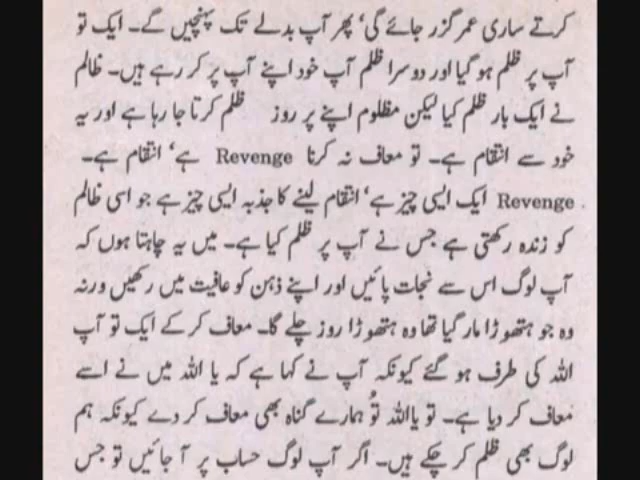 کرتے ساری عمر گزر جائے گی، پھر آپ بدلے تک پہنچیں گے۔ ایک تو
آپ پر ظلم ہو گیا اور دوسرا ظلم آپ خود اپنے آپ پر کر رہے ہیں۔ ظالم
نے ایک بار ظلم کیا لیکن مظلوم اپنے پر روز ظلم کرتا جا رہا ہے اور یہ
خود سے انتقام ہے۔ تو معاف نہ کرنا Revenge ہے، انتقام ہے۔
Revenge ایک ایسی چیز ہے، انتقام لینے کا جذبہ ایسی چیز ہے جو اسی ظالم
کو زندہ رکھتی ہے جس نے آپ پر ظلم کیا ہے۔ میں یہ چاہتا ہوں کہ
آپ لوگ اس سے نجات پائیں اور اپنے ذہن کو عافیت میں رکھیں ورنہ
وہ جو ہتھوڑا مار گیا تھا وہ ہتھوڑا روز چلے گا۔ معاف کر کے ایک تو آپ
اللہ کی طرف ہو گئے کیونکہ آپ نے کہا ہے کہ یا اللہ میں نے اسے
معاف کر دیا ہے۔ تو یااللہ تُو ہمارے گناہ بھی معاف کر دے کیونکہ ہم
لوگ بھی ظلم کر چکے ہیں۔ اگر آپ لوگ حساب پر آ جائیں تو جس